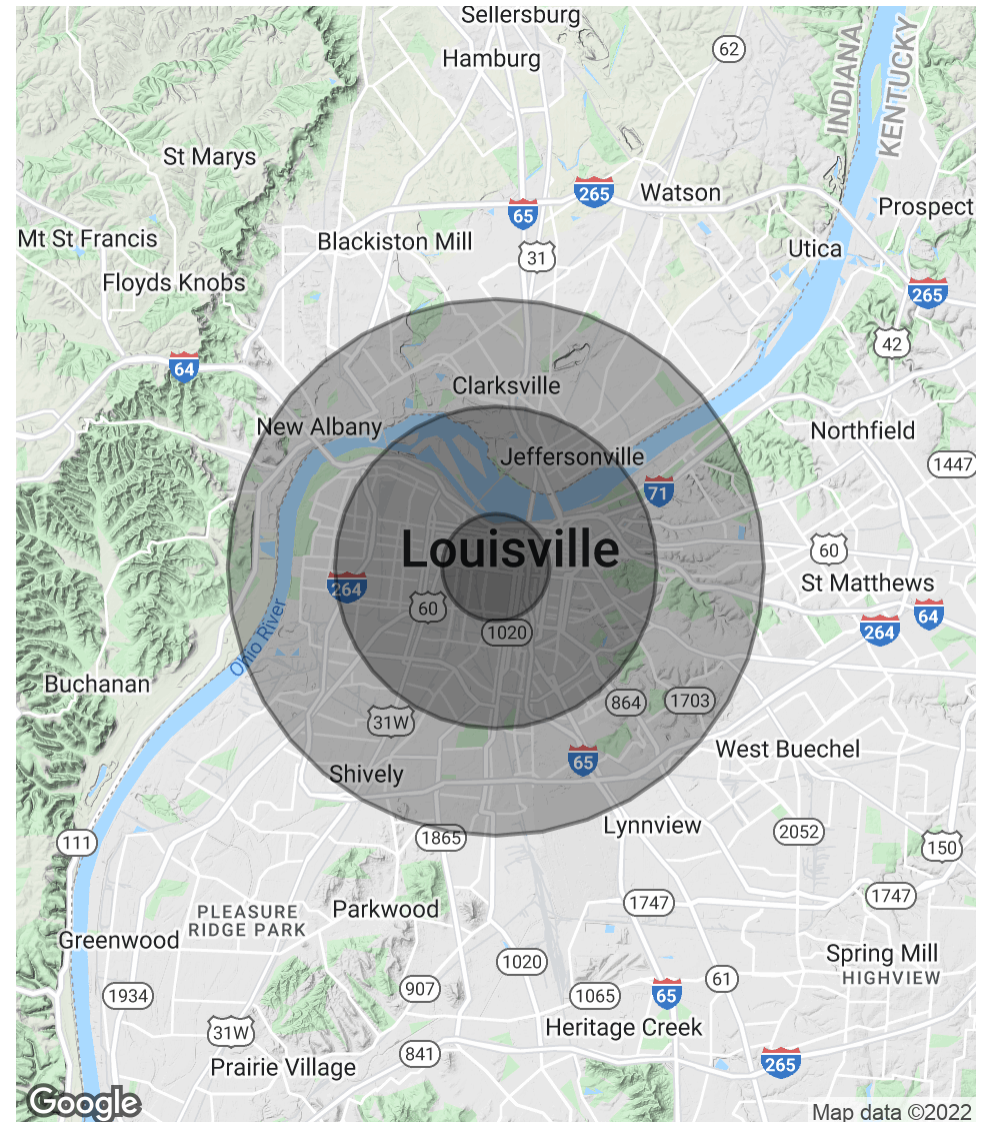 Sellersburg
Hamburg
62
INDIANA
KENTUCKY
St Marys
265
Watson
65
Prospect
Mt St Francis
Blackiston Mill
31
Utica
Floyds Knobs
265
42
64
Clarksville
New Albany
Northfield
Jeffersonville
1447
71
Louisville
60
St Matthews
264
60
64
264
1020
Ohio River
Buchanan
864
1703
31W
West Buechel
65
Shively
Lynnview
1865
2052
111
150
1747
1747
PLEASURE
RIDGE PARK
Parkwood
Greenwood
Spring Mill
HIGHVIEW
1020
61
907
1065
65
1934
31W
Heritage Creek
841
Prairie Village
265
Google
Map data ©2022